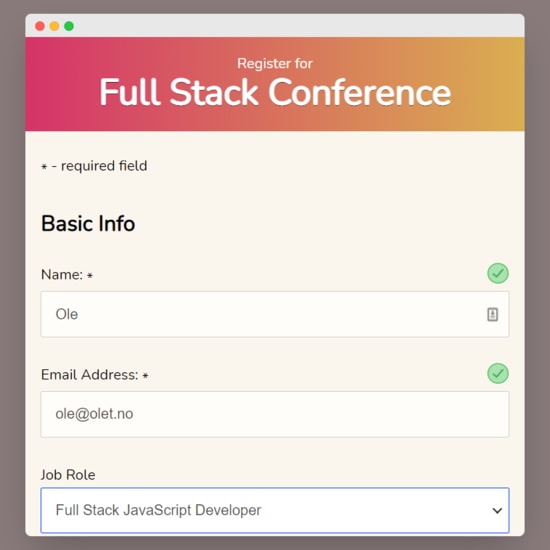 Register for
Full Stack Conference
* - required field
Basic Info
Name: *
Ole
Email Address: *
ole@olet.no
Job Role
Full Stack JavaScript Developer